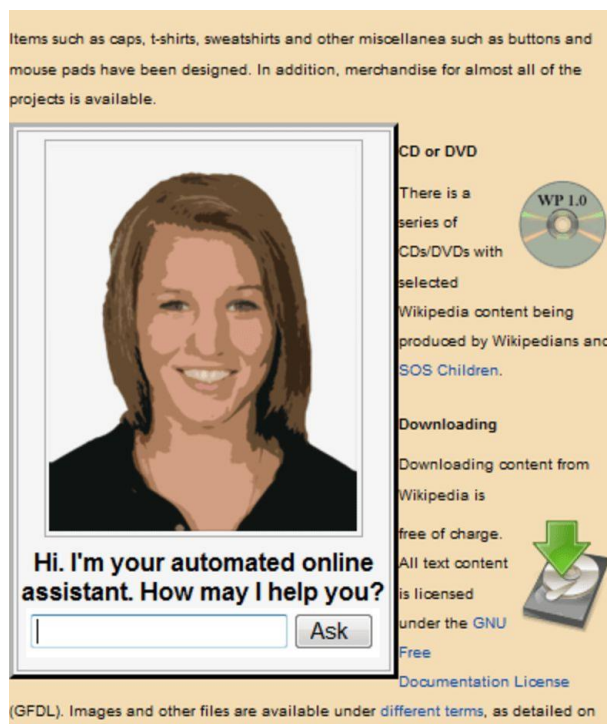 Items such as caps, t-shirts, sweatshirts and other miscellanea such as buttons and
mouse pads have been designed. In addition, merchandise for almost all of the
projects is available.
Hi. I'm your automated online
assistant. How may I help you?
Ask
CD or DVD
There is a
series of
CDs/DVDs with
selected
Wikipedia content being
produced by Wikipedians and
SOS Children.
WP 1.0
Downloading
Downloading content from
Wikipedia is
free of charge.
All text content
is licensed
under the GNU
Free
Documentation License
(GFDL). Images and other files are available under different terms, as detailed on